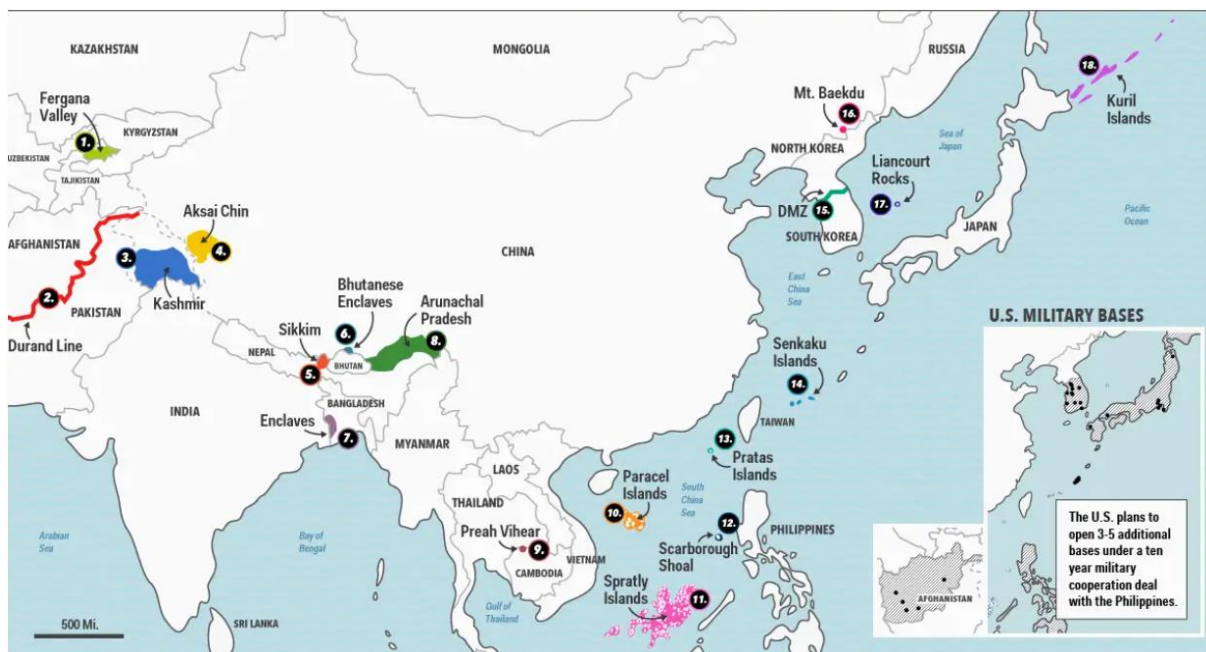 KAZAKHSTAN
MONGOLIA
RUSSIA
18.
Kuril
Islands
Mt. Baekdu
16.
Fergana
Valley
1.
KYRGYZSTAN
UZBEKISTAN
TAJIKISTAN
NORTH KOREA
Sea of
Japan
Liancourt
Rocks
17.
DMZ
15.
SOUTH KOREA
JAPAN
Pacific
Ocean
Aksai Chin
4.
AFGHANISTAN
3.
Kashmir
2.
PAKISTAN
Durand Line
CHINA
East
China
Sea
Bhutanese
Enclaves
6.
Arunachal
Pradesh
8.
Sikkim
5.
NEPAL
BHUTAN
Senkaku
Islands
14.
U.S. MILITARY BASES
INDIA
BANGLADESH
Enclaves
7.
MYANMAR
TAIWAN
13.
Pratas
Islands
LAOS
Paracel
Islands
10.
South
China
Sea
12.
PHILIPPINES
Scarborough
Shoal
THAILAND
Preah Vihear
9.
VIETNAM
CAMBODIA
Spratly
Islands
11.
Arabian
Sea
Bay of
Bengal
Gulf of
Thailand
SRI LANKA
500 Mi.
AFGHANISTAN
The U.S. plans to
open 3-5 additional
bases under a ten
year military
cooperation deal
with the Philippines.